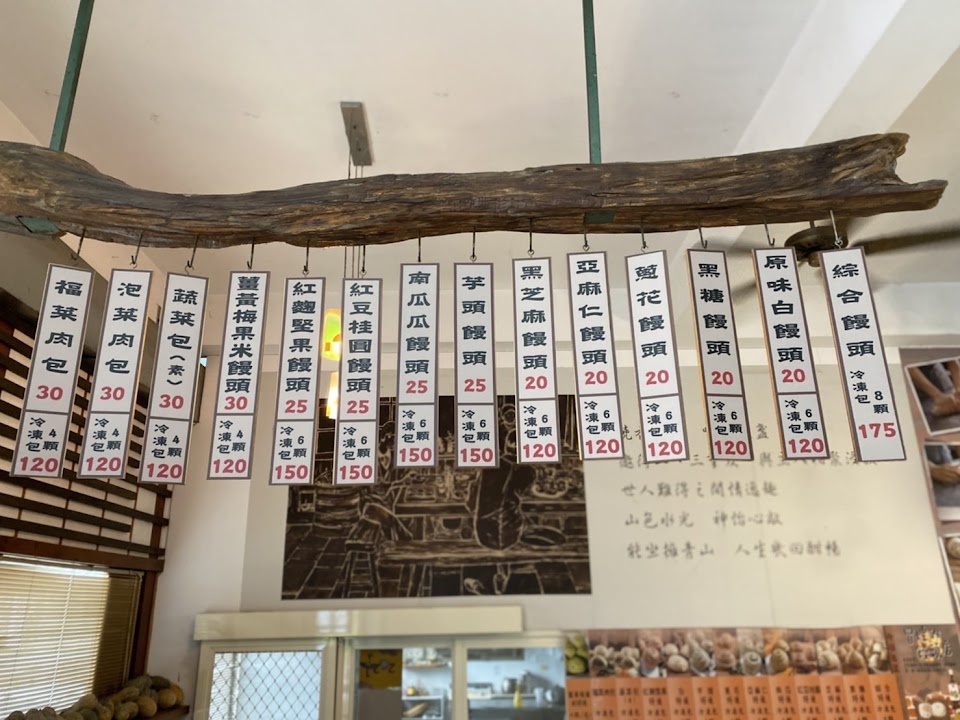 福菜肉包 30 冷凍包 4顆 120
泡菜肉包 30 冷凍包 4顆 120
蔬菜包(素) 30 冷凍包 4顆 120
薑黃梅果米饅頭 30 冷凍包 4顆 120
紅麴堅果饅頭 25 冷凍包 6顆 150
紅豆桂圓饅頭 25 冷凍包 6顆 150
南瓜瓜饅頭 25 冷凍包 6顆 150
芋頭饅頭 25 冷凍包 6顆 150
黑芝麻饅頭 20 冷凍包 6顆 120
亞麻仁饅頭 20 冷凍包 6顆 120
蔥花饅頭 20 冷凍包 6顆 120
黑糖饅頭 20 冷凍包 6顆 120
原味白饅頭 20 冷凍包 6顆 120
綜合饅頭 冷凍包 8顆 175
世人難得之閒情逸趣
山色水光 神怡心歡
能坐擁青山 人生幾回酣暢